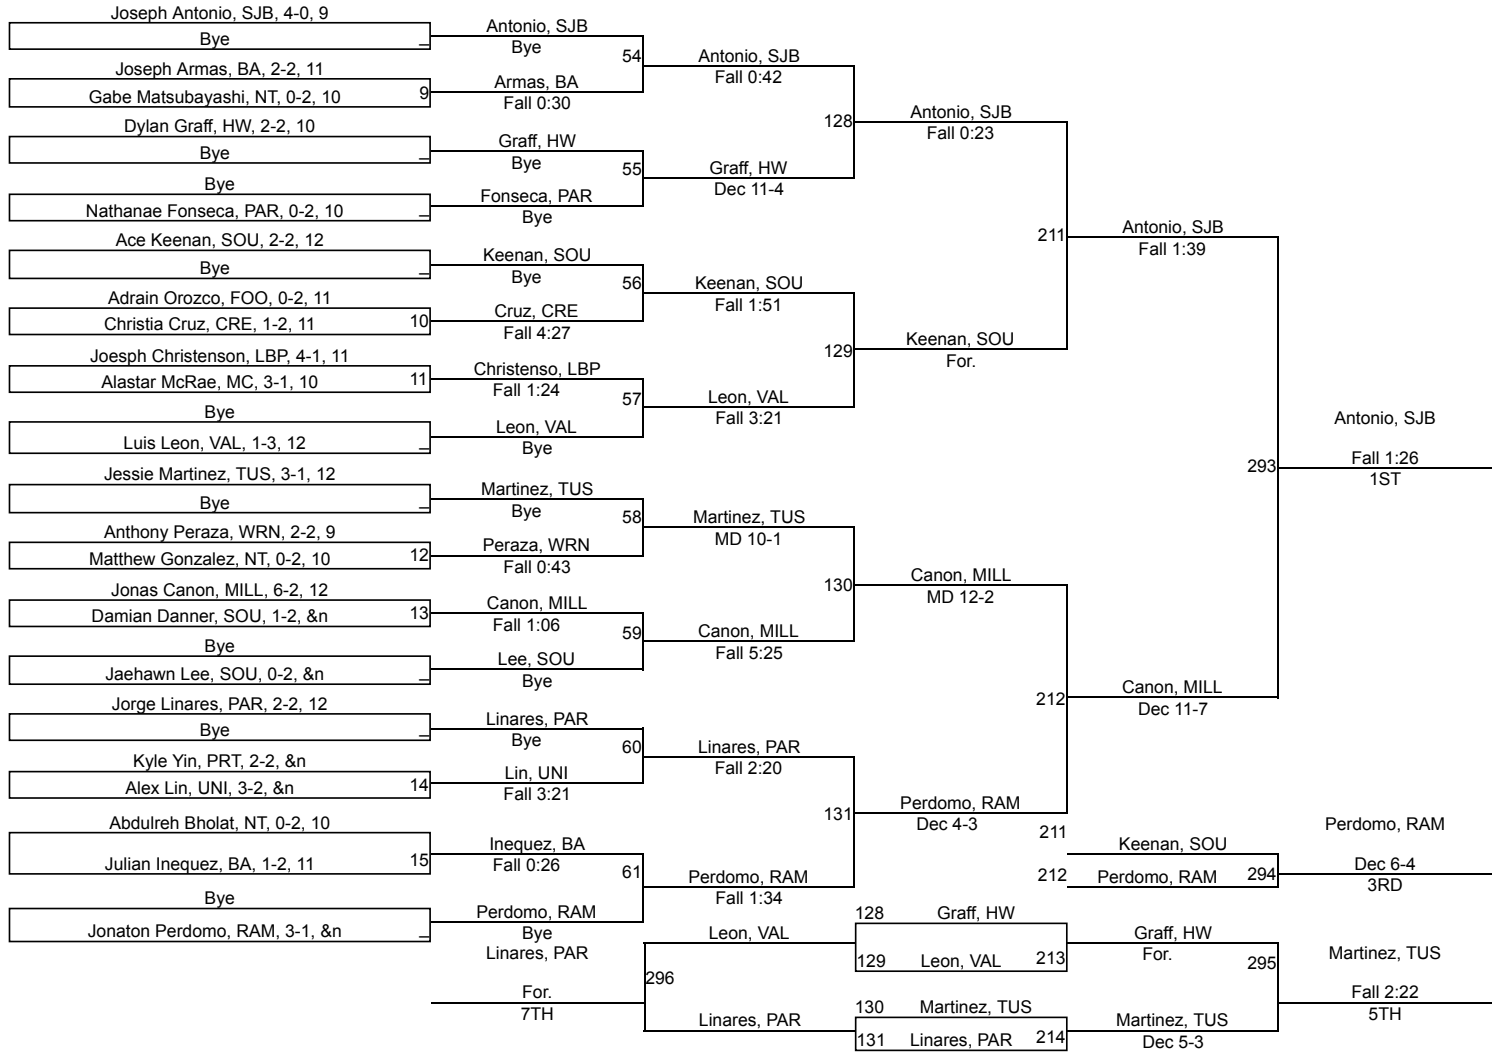 Joseph Antonio, SJB, 4-0, 9
Bye
_
Joseph Armas, BA, 2-2, 11
Gabe Matsubayashi, NT, 0-2, 10
9
Dylan Graff, HW, 2-2, 10
Bye
_
Bye
Nathanae Fonseca, PAR, 0-2, 10
_
Ace Keenan, SOU, 2-2, 12
Bye
_
Adrain Orozco, FOO, 0-2, 11
Christia Cruz, CRE, 1-2, 11
10
Joesph Christenson, LBP, 4-1, 11
Alastar McRae, MC, 3-1, 10
11
Bye
Luis Leon, VAL, 1-3, 12
_
Jessie Martinez, TUS, 3-1, 12
Bye
_
Anthony Peraza, WRN, 2-2, 9
Matthew Gonzalez, NT, 0-2, 10
12
Jonas Canon, MILL, 6-2, 12
Damian Danner, SOU, 1-2, &n
13
Bye
Jaehawn Lee, SOU, 0-2, &n
_
Jorge Linares, PAR, 2-2, 12
Bye
_
Kyle Yin, PRT, 2-2, &n
Alex Lin, UNI, 3-2, &n
14
Abdulreh Bholat, NT, 0-2, 10
Julian Inequez, BA, 1-2, 11
15
Bye
Jonaton Perdomo, RAM, 3-1, &n
_
Antonio, SJB
Bye
54
Armas, BA
Fall 0:30
Graff, HW
Bye
55
Fonseca, PAR
Bye
Keenan, SOU
Bye
56
Cruz, CRE
Fall 4:27
Christenso, LBP
Fall 1:24
57
Leon, VAL
Bye
Martinez, TUS
Bye
58
Peraza, WRN
Fall 0:43
Canon, MILL
Fall 1:06
59
Lee, SOU
Bye
Linares, PAR
Bye
60
Lin, UNI
Fall 3:21
Inequez, BA
Fall 0:26
61
Perdomo, RAM
Bye
Antonio, SJB
Fall 0:42
128
Graff, HW
Dec 11-4
Keenan, SOU
Fall 1:51
129
Leon, VAL
Fall 3:21
Martinez, TUS
MD 10-1
130
Canon, MILL
Fall 5:25
Linares, PAR
Fall 2:20
131
Perdomo, RAM
Fall 1:34
Antonio, SJB
Fall 0:23
211
Keenan, SOU
For.
Canon, MILL
MD 12-2
212
Perdomo, RAM
Dec 4-3
Antonio, SJB
Fall 1:39
293
Canon, MILL
Dec 11-7
Antonio, SJB
Fall 1:26
1ST
211
Keenan, SOU
212
Perdomo, RAM
294
Perdomo, RAM
Dec 6-4
3RD
128
Graff, HW
129
Leon, VAL
213
130
Martinez, TUS
131
Linares, PAR
214
Graff, HW
For.
295
Martinez, TUS
Dec 5-3
Martinez, TUS
Fall 2:22
5TH
Leon, VAL
296
Linares, PAR
Linares, PAR
For.
7TH